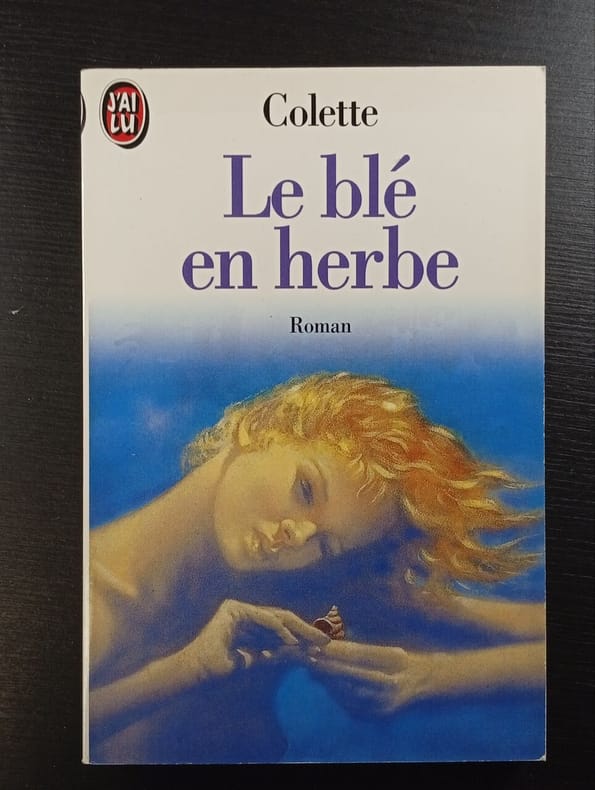 J'AI
LU
Colette
Le blé
en herbe
Roman